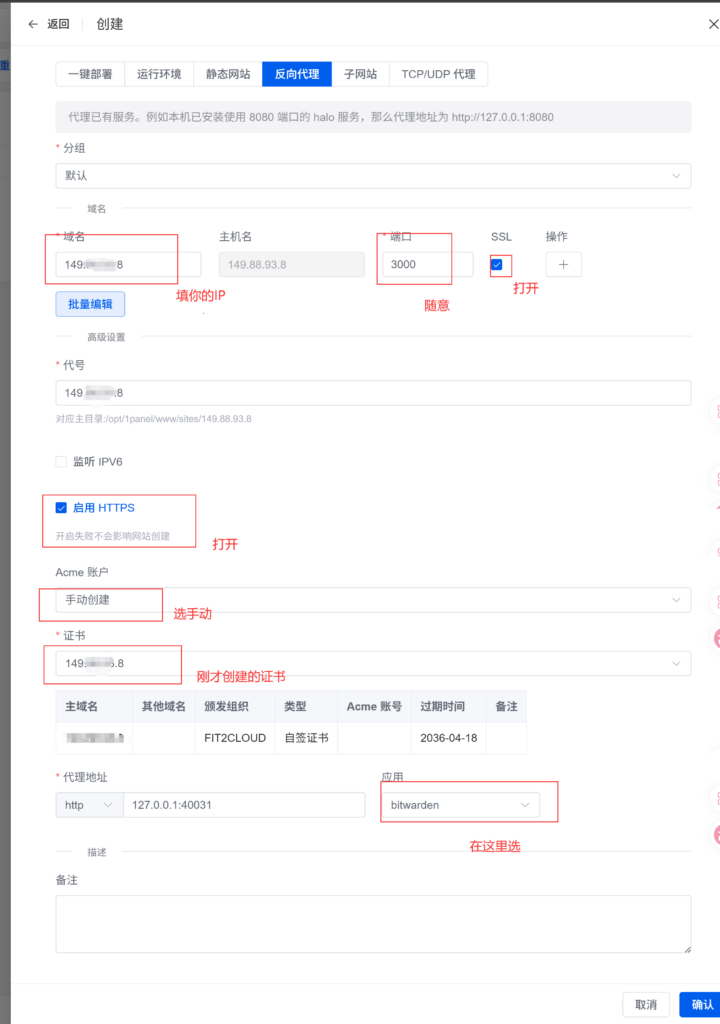 返回 创建
一键部署 运行环境 静态网站 反向代理 子网站 TCP/UDP 代理
代理已有服务。例如本机已安装使用 8080 端口的 halo 服务，那么代理地址为 http://127.0.0.1:8080
* 分组
默认
域名
* 域名 主机名 * 端口 SSL 操作
149. 8 149.88.93.8 3000
填你的IP 随意 打开
批量编辑
高级设置
* 代号
149 8
对应主目录:/opt/1panel/www/sites/149.88.93.8
监听 IPV6
启用 HTTPS
开启失败不会影响网站创建
打开
Acme 账户
手动创建
选手动
* 证书
149. .8
刚才创建的证书
主域名 其他域名 颁发组织 类型 Acme 账号 过期时间 备注
FIT2CLOUD 自签证书 2036-04-18
* 代理地址 应用
http 127.0.0.1:40031 bitwarden
在这里选
描述
备注
取消 确认